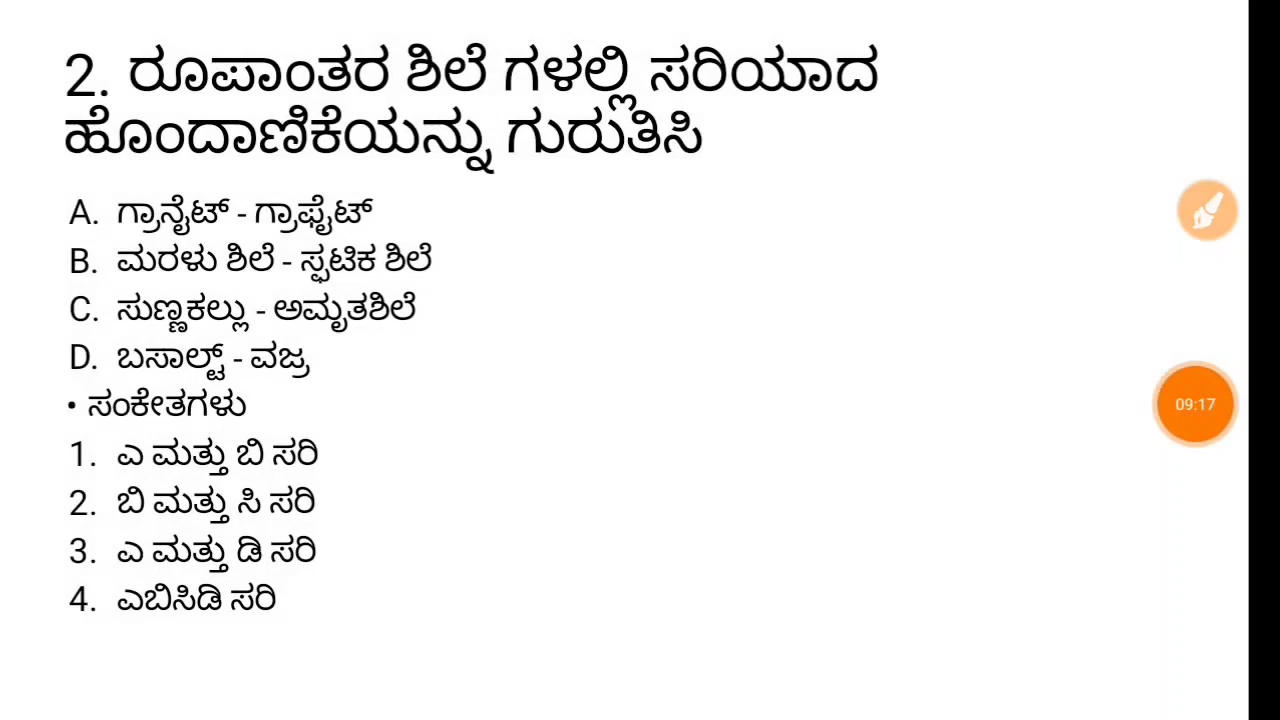 2. ರೂಪಾಂತರ ಶಿಲೆ ಗಳಲ್ಲಿ ಸರಿಯಾದ
ಹೊಂದಾಣಿಕೆಯನ್ನು ಗುರುತಿಸಿ
A. ಗ್ರಾನೈಟ್ - ಗ್ರಾಫೈಟ್
B. ಮರಳು ಶಿಲೆ - ಸ್ಫಟಿಕ ಶಿಲೆ
C. ಸುಣ್ಣಕಲ್ಲು - ಅಮೃತಶಿಲೆ
D. ಬಸಾಲ್ಟ್ - ವಜ್ರ
• ಸಂಕೇತಗಳು
1. ಎ ಮತ್ತು ಬಿ ಸರಿ
2. ಬಿ ಮತ್ತು ಸಿ ಸರಿ
3. ಎ ಮತ್ತು ಡಿ ಸರಿ
4. ಎಬಿಸಿಡಿ ಸರಿ
09:17